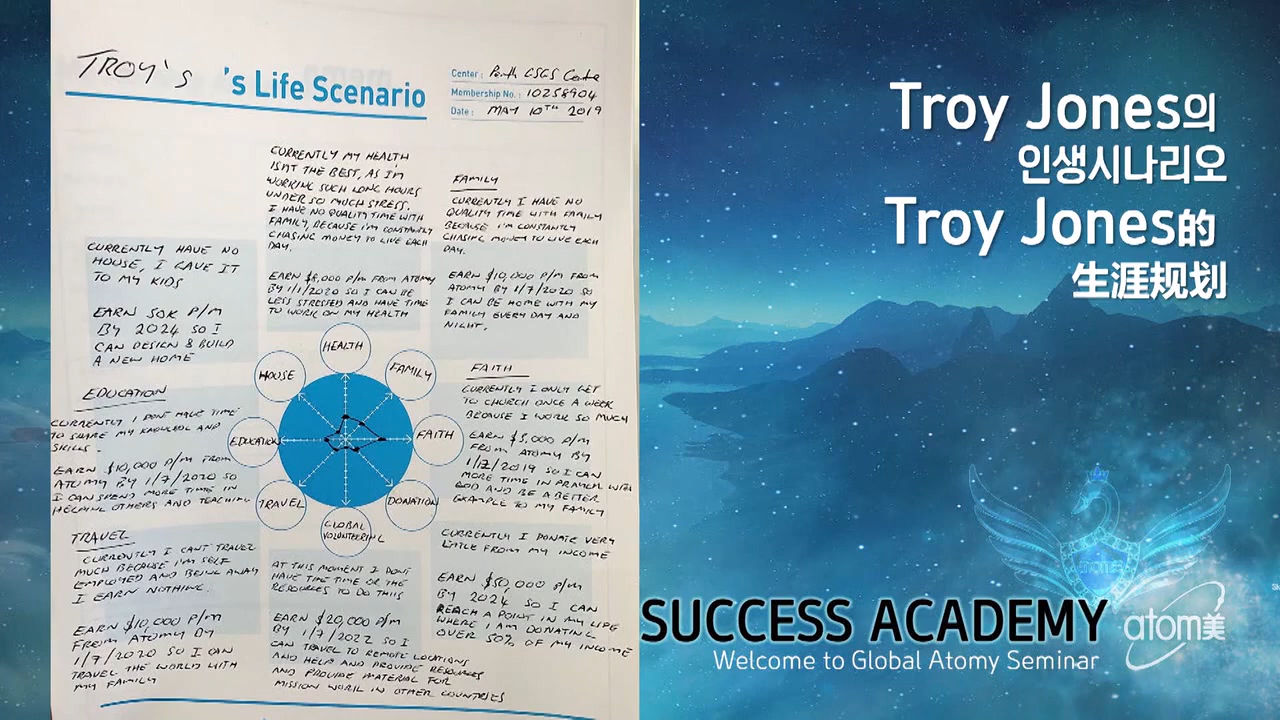 TROY'S 's Life Scenario
Center : Perth CSGS Centre
Membership No. : 10258904
Date : MAY 10TH 2019
CURRENTLY MY HEALTH
ISN'T THE BEST, AS I'M
WORKING SUCH LONG HOURS
UNDER SO MUCH STRESS.
I HAVE NO QUALITY TIME WITH
FAMILY, BECAUSE I'M CONSTANTLY
CHASING MONEY TO LIVE EACH
DAY.
EARN $8,000 P/M FROM ATOMY
BY 1/1/2020 SO I CAN BE
LESS STRESSED AND HAVE TIME
TO WORK ON MY HEALTH
FAMILY
CURRENTLY I HAVE NO
QUALITY TIME WITH FAMILY
BECAUSE I'M CONSTANTLY
CHASING MONEY TO LIVE EACH
DAY.
EARN $10,000 P/M FROM
ATOMY BY 1/7/2020 SO
I CAN BE HOME WITH MY
FAMILY EVERY DAY AND
NIGHT.
CURRENTLY HAVE NO
HOUSE, I GAVE IT
TO MY KIDS
EARN 50K P/M
BY 2024 SO I
CAN DESIGN & BUILD
A NEW HOME
HEALTH
HOUSE
FAMILY
EDUCATION
FAITH
TRAVEL
DONATION
GLOBAL
VOLUNTEERING
EDUCATION
CURRENTLY I DONT HAVE TIME
TO SHARE MY KNOWLEDGE AND
SKILLS.
EARN $10,000 P/M FROM
ATOMY BY 1/7/2020 SO
I CAN SPEND MORE TIME IN
HELPING OTHERS AND TEACHING
FAITH
CURRENTLY I ONLY GET
TO CHURCH ONCE A WEEK
BECAUSE I WORK SO MUCH
EARN $5,000 P/M
FROM ATOMY BY
1/12/2019 SO I CAN
MORE TIME IN PRAYER WITH
GOD AND BE A BETTER
EXAMPLE TO MY FAMILY
TRAVEL
CURRENTLY I CANT TRAVEL
MUCH BECAUSE I'M SELF
EMPLOYED AND BEING AWAY
I EARN NOTHING.
EARN $10,000 P/M
FROM ATOMY BY
1/7/2020 SO I CAN
TRAVEL THE WORLD WITH
MY FAMILY
AT THIS MOMENT I DONT
HAVE THE TIME OR THE
RESOURCES TO DO THIS
EARN $20,000 P/M
BY 1/7/2022 SO I
CAN TRAVEL TO REMOTE LOCATIONS
AND HELP AND PROVIDE RESOURCES
AND PROVIDE MATERIAL FOR
MISSION WORK IN OTHER COUNTRIES
CURRENTLY I DONATE VERY
LITTLE FROM MY INCOME
EARN $50,000 P/M
BY 2024 SO I CAN
REACH A POINT IN MY LIFE
WHERE I AM DONATING
OVER 50% OF MY INCOME
Troy Jones의
인생시나리오
Troy Jones的
生涯规划
SUCCESS ACADEMY
Welcome to Global Atomy Seminar
atom美